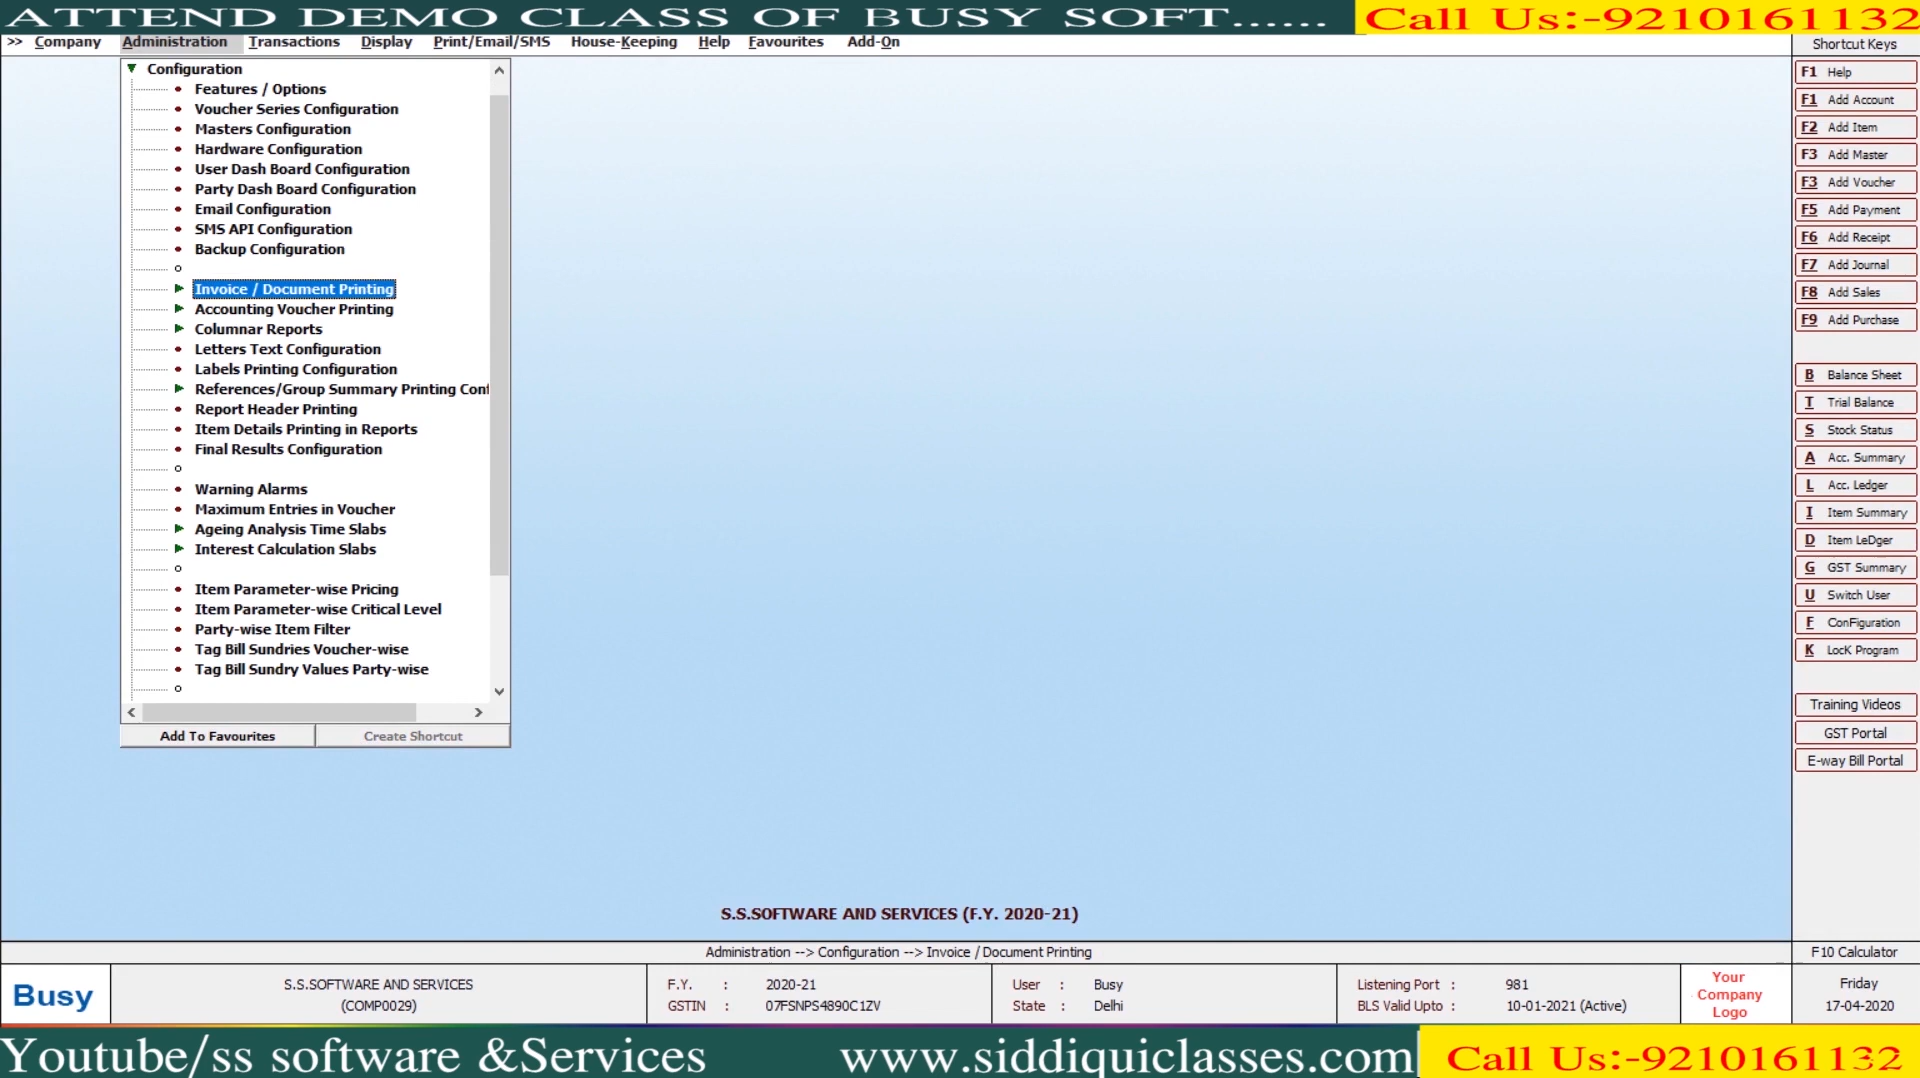 ATTEND DEMO CLASS OF BUSY SOFT......
Call Us:-9210161132
>> Company Administration Transactions Display Print/Email/SMS House-Keeping Help Favourites Add-On
Shortcut Keys
Configuration
Features / Options
Voucher Series Configuration
Masters Configuration
Hardware Configuration
User Dash Board Configuration
Party Dash Board Configuration
Email Configuration
SMS API Configuration
Backup Configuration
Invoice / Document Printing
Accounting Voucher Printing
Columnar Reports
Letters Text Configuration
Labels Printing Configuration
References/Group Summary Printing Conf
Report Header Printing
Item Details Printing in Reports
Final Results Configuration
Warning Alarms
Maximum Entries in Voucher
Ageing Analysis Time Slabs
Interest Calculation Slabs
Item Parameter-wise Pricing
Item Parameter-wise Critical Level
Party-wise Item Filter
Tag Bill Sundries Voucher-wise
Tag Bill Sundry Values Party-wise
Add To Favourites
Create Shortcut
F1 Help
F1 Add Account
F2 Add Item
F3 Add Master
F3 Add Voucher
F5 Add Payment
F6 Add Receipt
F7 Add Journal
F8 Add Sales
F9 Add Purchase
B Balance Sheet
T Trial Balance
S Stock Status
A Acc. Summary
L Acc. Ledger
I Item Summary
D Item LeDger
G GST Summary
U Switch User
F ConFiguration
K LocK Program
Training Videos
GST Portal
E-way Bill Portal
S.S.SOFTWARE AND SERVICES (F.Y. 2020-21)
Administration --> Configuration --> Invoice / Document Printing
F10 Calculator
Busy
S.S.SOFTWARE AND SERVICES
(COMP0029)
F.Y. : 2020-21
GSTIN : 07FSNPS4890C1ZV
User : Busy
State : Delhi
Listening Port : 981
BLS Valid Upto : 10-01-2021 (Active)
Your
Company
Logo
Friday
17-04-2020
Youtube/ss software &Services
www.siddiquiclasses.com
Call Us:-9210161132